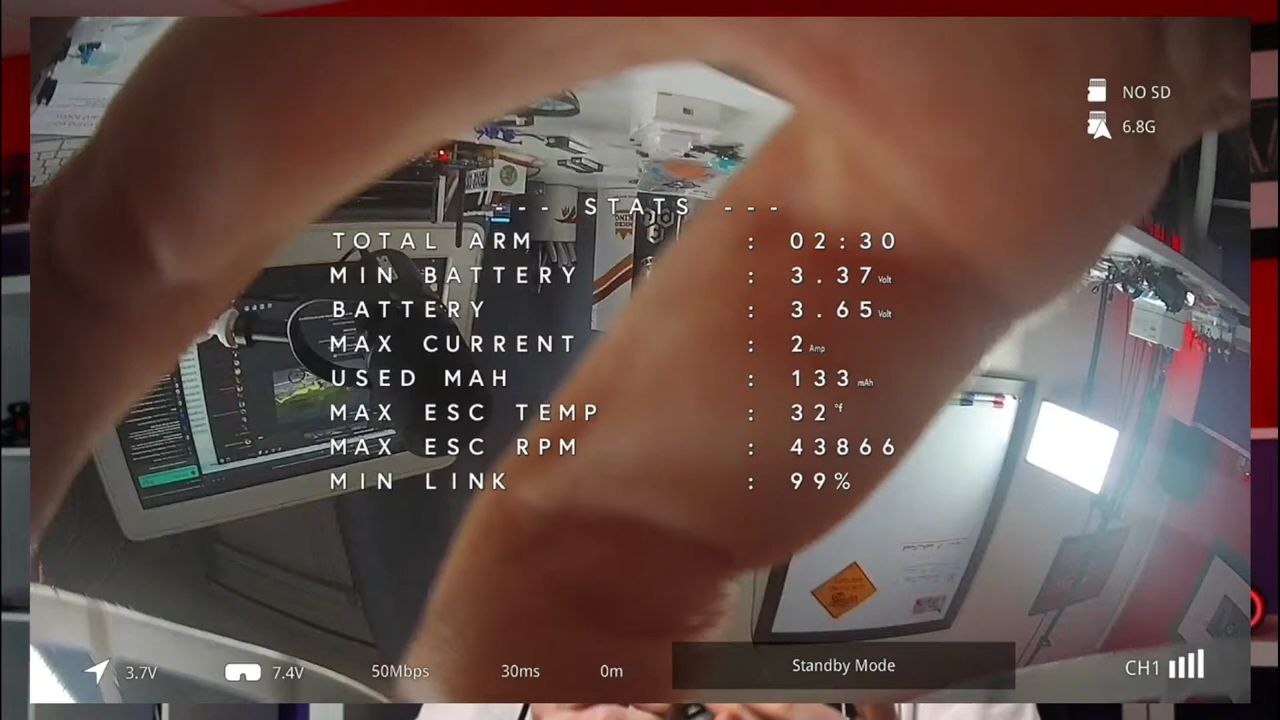 NO SD
6.8G
- - - STATS - - -
TOTAL ARM : 02:30
MIN BATTERY : 3.37 Volt
BATTERY : 3.65 Volt
MAX CURRENT : 2 Amp
USED MAH : 133 mAh
MAX ESC TEMP : 32 °f
MAX ESC RPM : 43866
MIN LINK : 99%
3.7V 7.4V 50Mbps 30ms 0m Standby Mode CH1